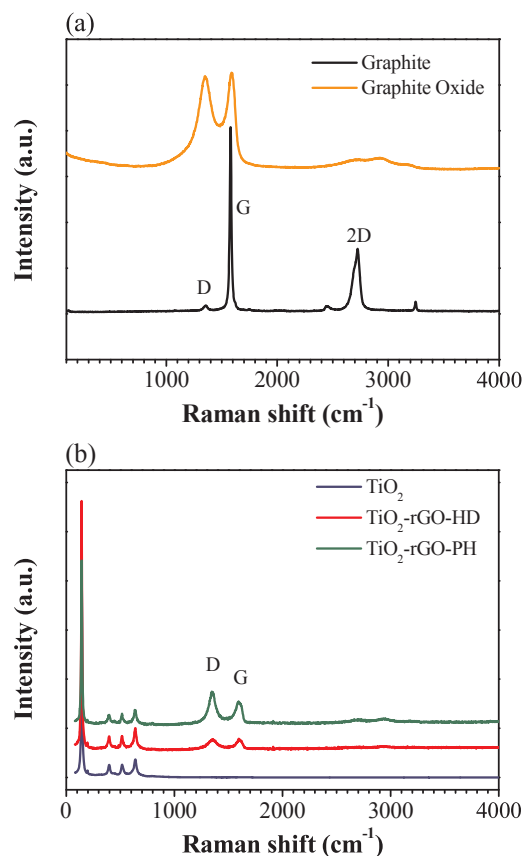 (a)
Graphite
Graphite Oxide
Intensity (a.u.)
G
2D
D
1000 2000 3000 4000
Raman shift (cm⁻¹)
(b)
TiO₂
TiO₂-rGO-HD
TiO₂-rGO-PH
Intensity (a.u.)
D
G
0 1000 2000 3000 4000
Raman shift (cm⁻¹)